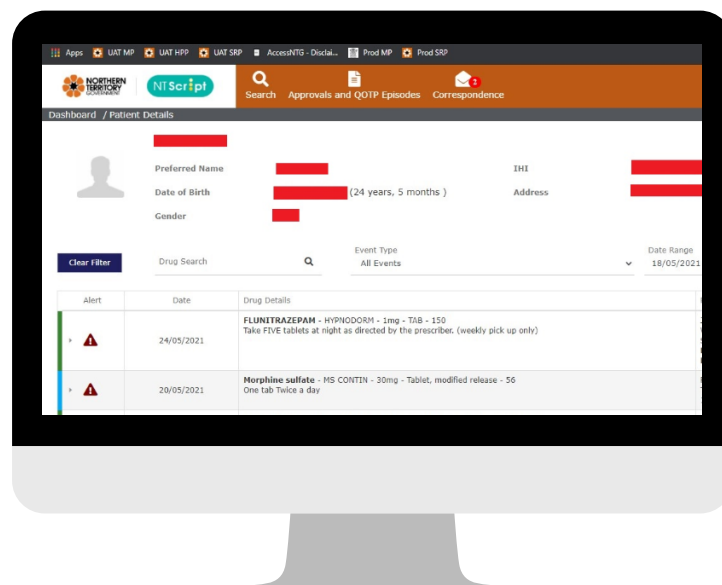 Apps UAT MP UAT HPP UAT SRP AccessNTG - Disclai... Prod MP Prod SRP
NORTHERN
TERRITORY
GOVERNMENT
NTScript
2
Search Approvals and QOTP Episodes Correspondence
Dashboard / Patient Details
Preferred Name IHI
Date of Birth (24 years, 5 months ) Address
Gender
Event Type Date Range
Clear Filter Drug Search All Events 18/05/2021
Alert Date Drug Details
FLUNITRAZEPAM - HYPNODORM - 1mg - TAB - 150
Take FIVE tablets at night as directed by the prescriber. (weekly pick up only)
24/05/2021
Morphine sulfate - MS CONTIN - 30mg - Tablet, modified release - 56
One tab Twice a day
20/05/2021